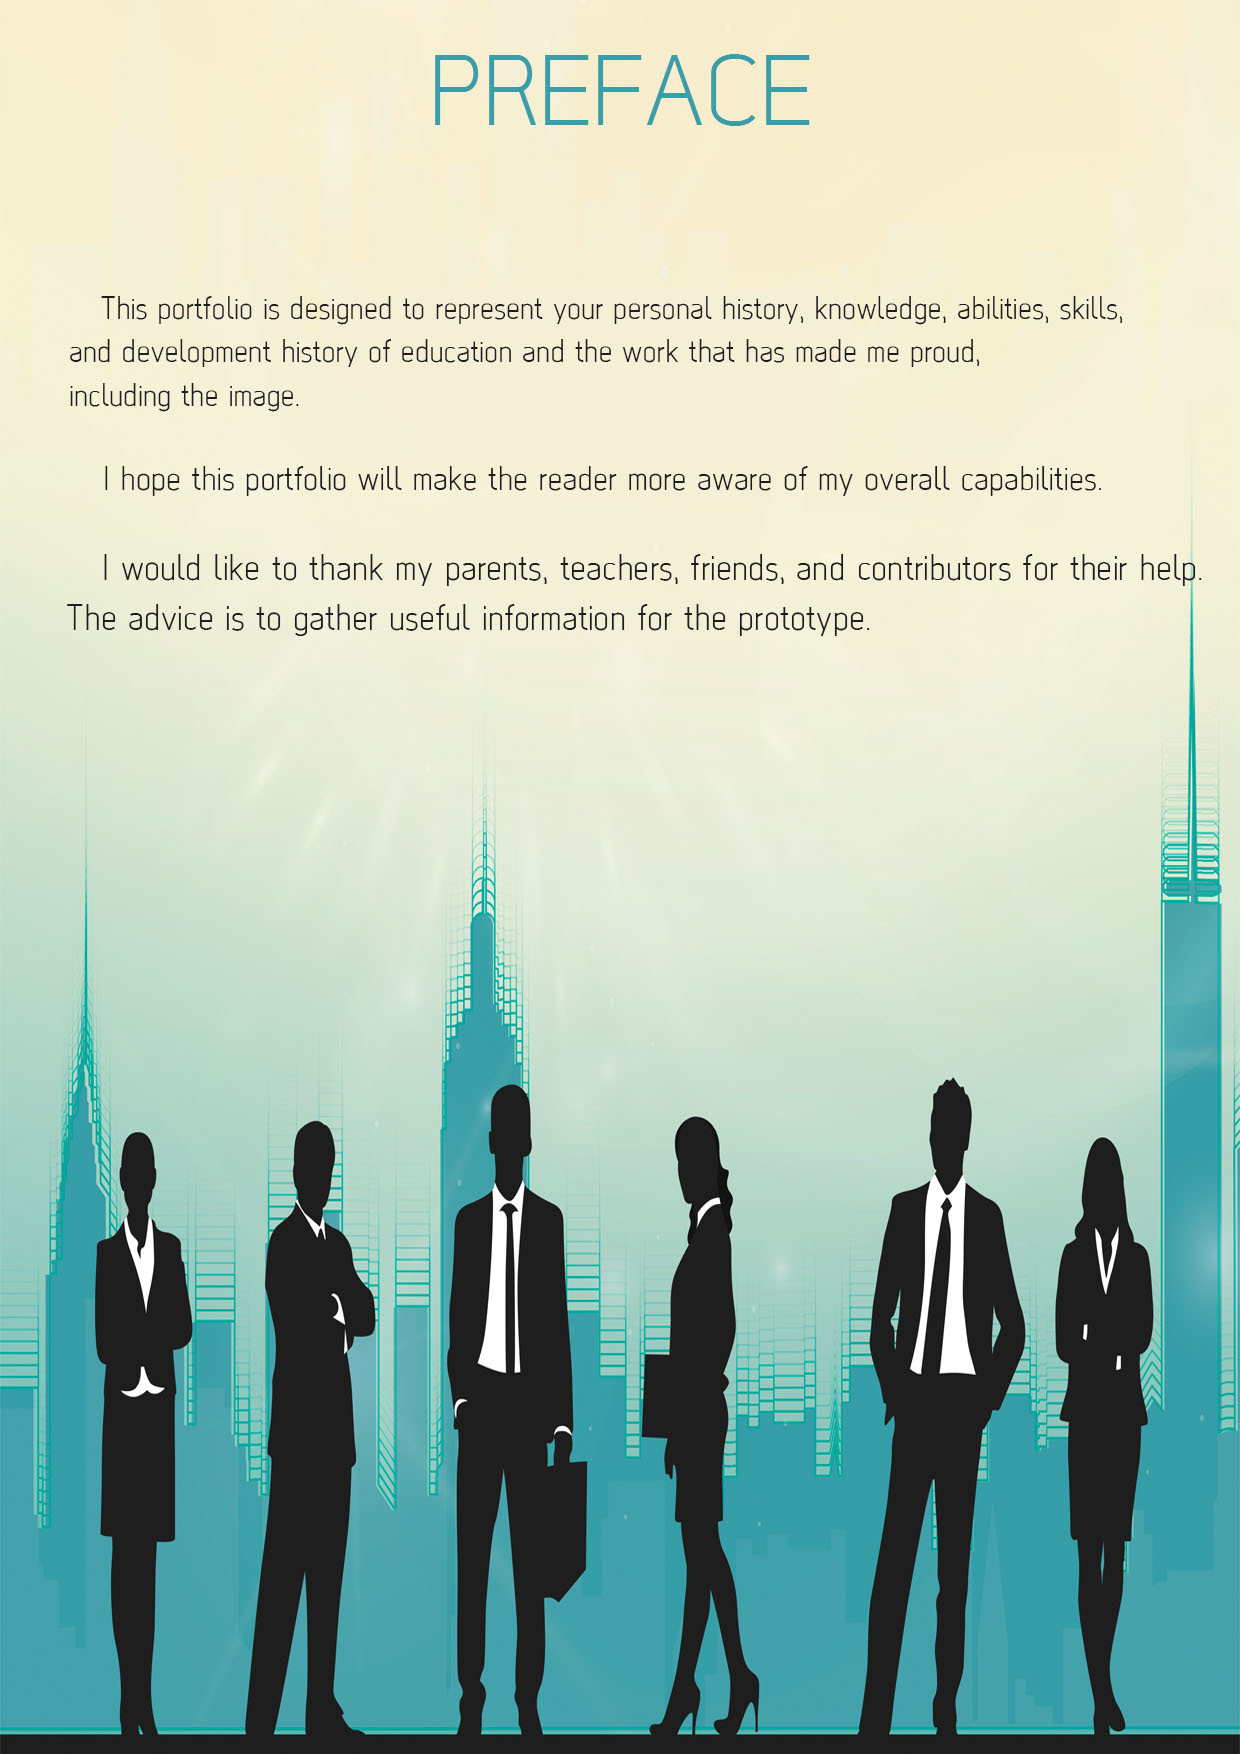 PREFACE
This portfolio is designed to represent your personal history, knowledge, abilities, skills,
and development history of education and the work that has made me proud,
including the image.
I hope this portfolio will make the reader more aware of my overall capabilities.
I would like to thank my parents, teachers, friends, and contributors for their help.
The advice is to gather useful information for the prototype.